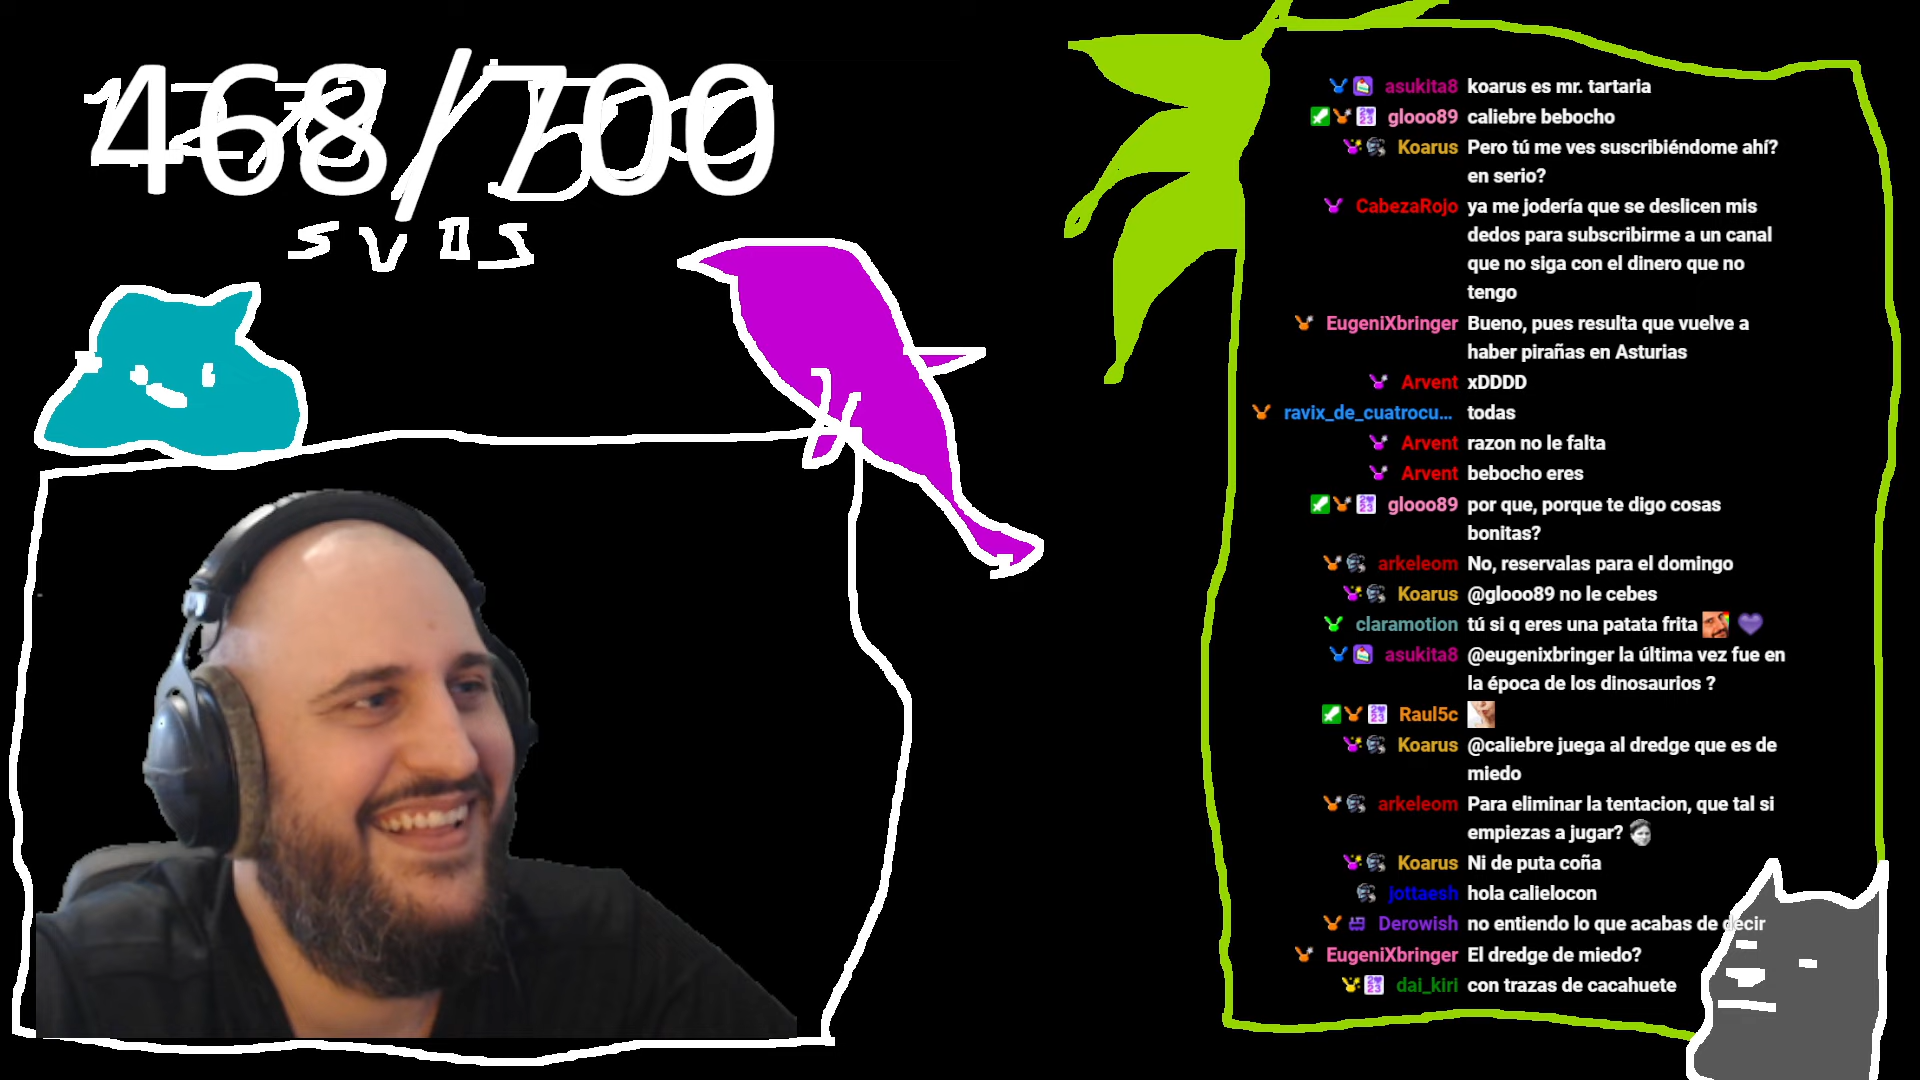 468/700
SUBS
asukita8 koarus es mr. tartaria
glooo89 caliebre bebocho
Koarus Pero tú me ves suscribiéndome ahí?
en serio?
CabezaRojo ya me jodería que se deslicen mis
dedos para subscribirme a un canal
que no siga con el dinero que no
tengo
EugeniXbringer Bueno, pues resulta que vuelve a
haber pirañas en Asturias
Arvent xDDDD
ravix_de_cuatrocu... todas
Arvent razon no le falta
Arvent bebocho eres
glooo89 por que, porque te digo cosas
bonitas?
arkeleom No, reservalas para el domingo
Koarus @glooo89 no le cebes
claramotion tú si q eres una patata frita
asukita8 @eugenixbringer la última vez fue en
la época de los dinosaurios ?
Raul5c
Koarus @caliebre juega al dredge que es de
miedo
arkeleom Para eliminar la tentacion, que tal si
empiezas a jugar?
Koarus Ni de puta coña
jottaesh hola calielocon
Derowish no entiendo lo que acabas de decir
EugeniXbringer El dredge de miedo?
dai_kiri con trazas de cacahuete